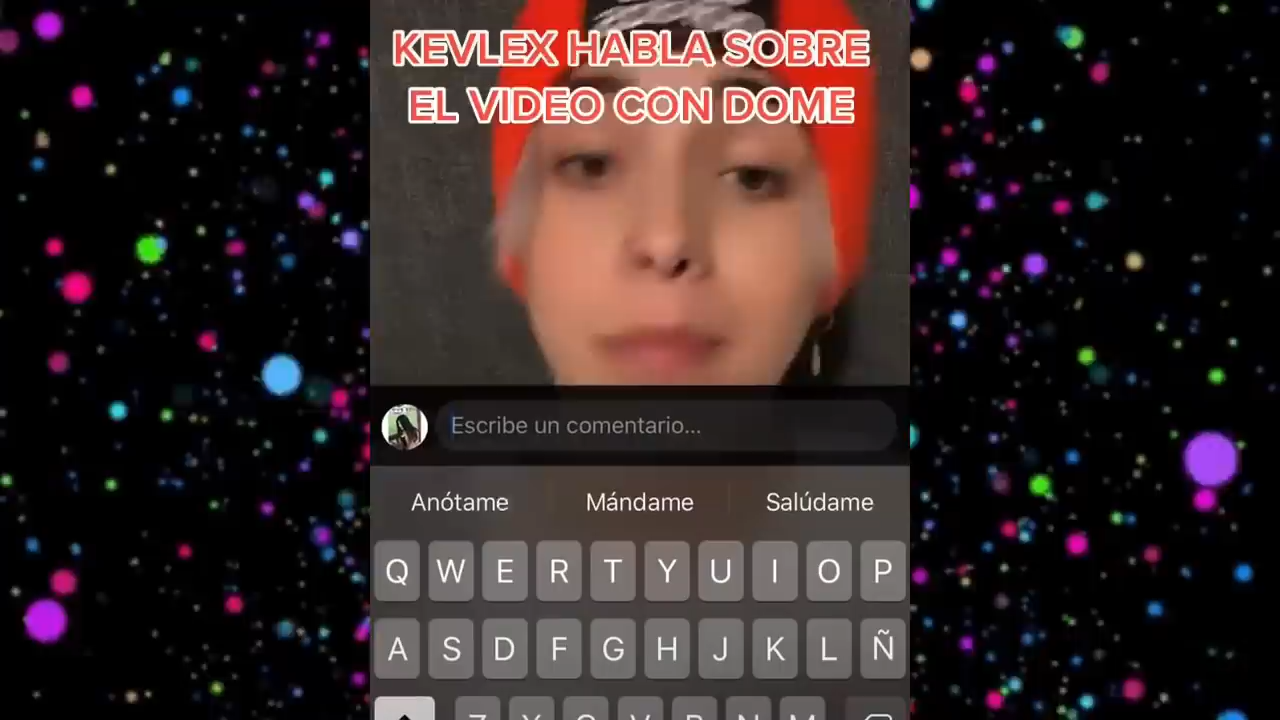 KEVLEX HABLA SOBRE
EL VIDEO CON DOME
Escribe un comentario...
Anótame Mándame Salúdame
Q W E R T Y U I O P
A S D F G H J K L Ñ
Z X C V B N M